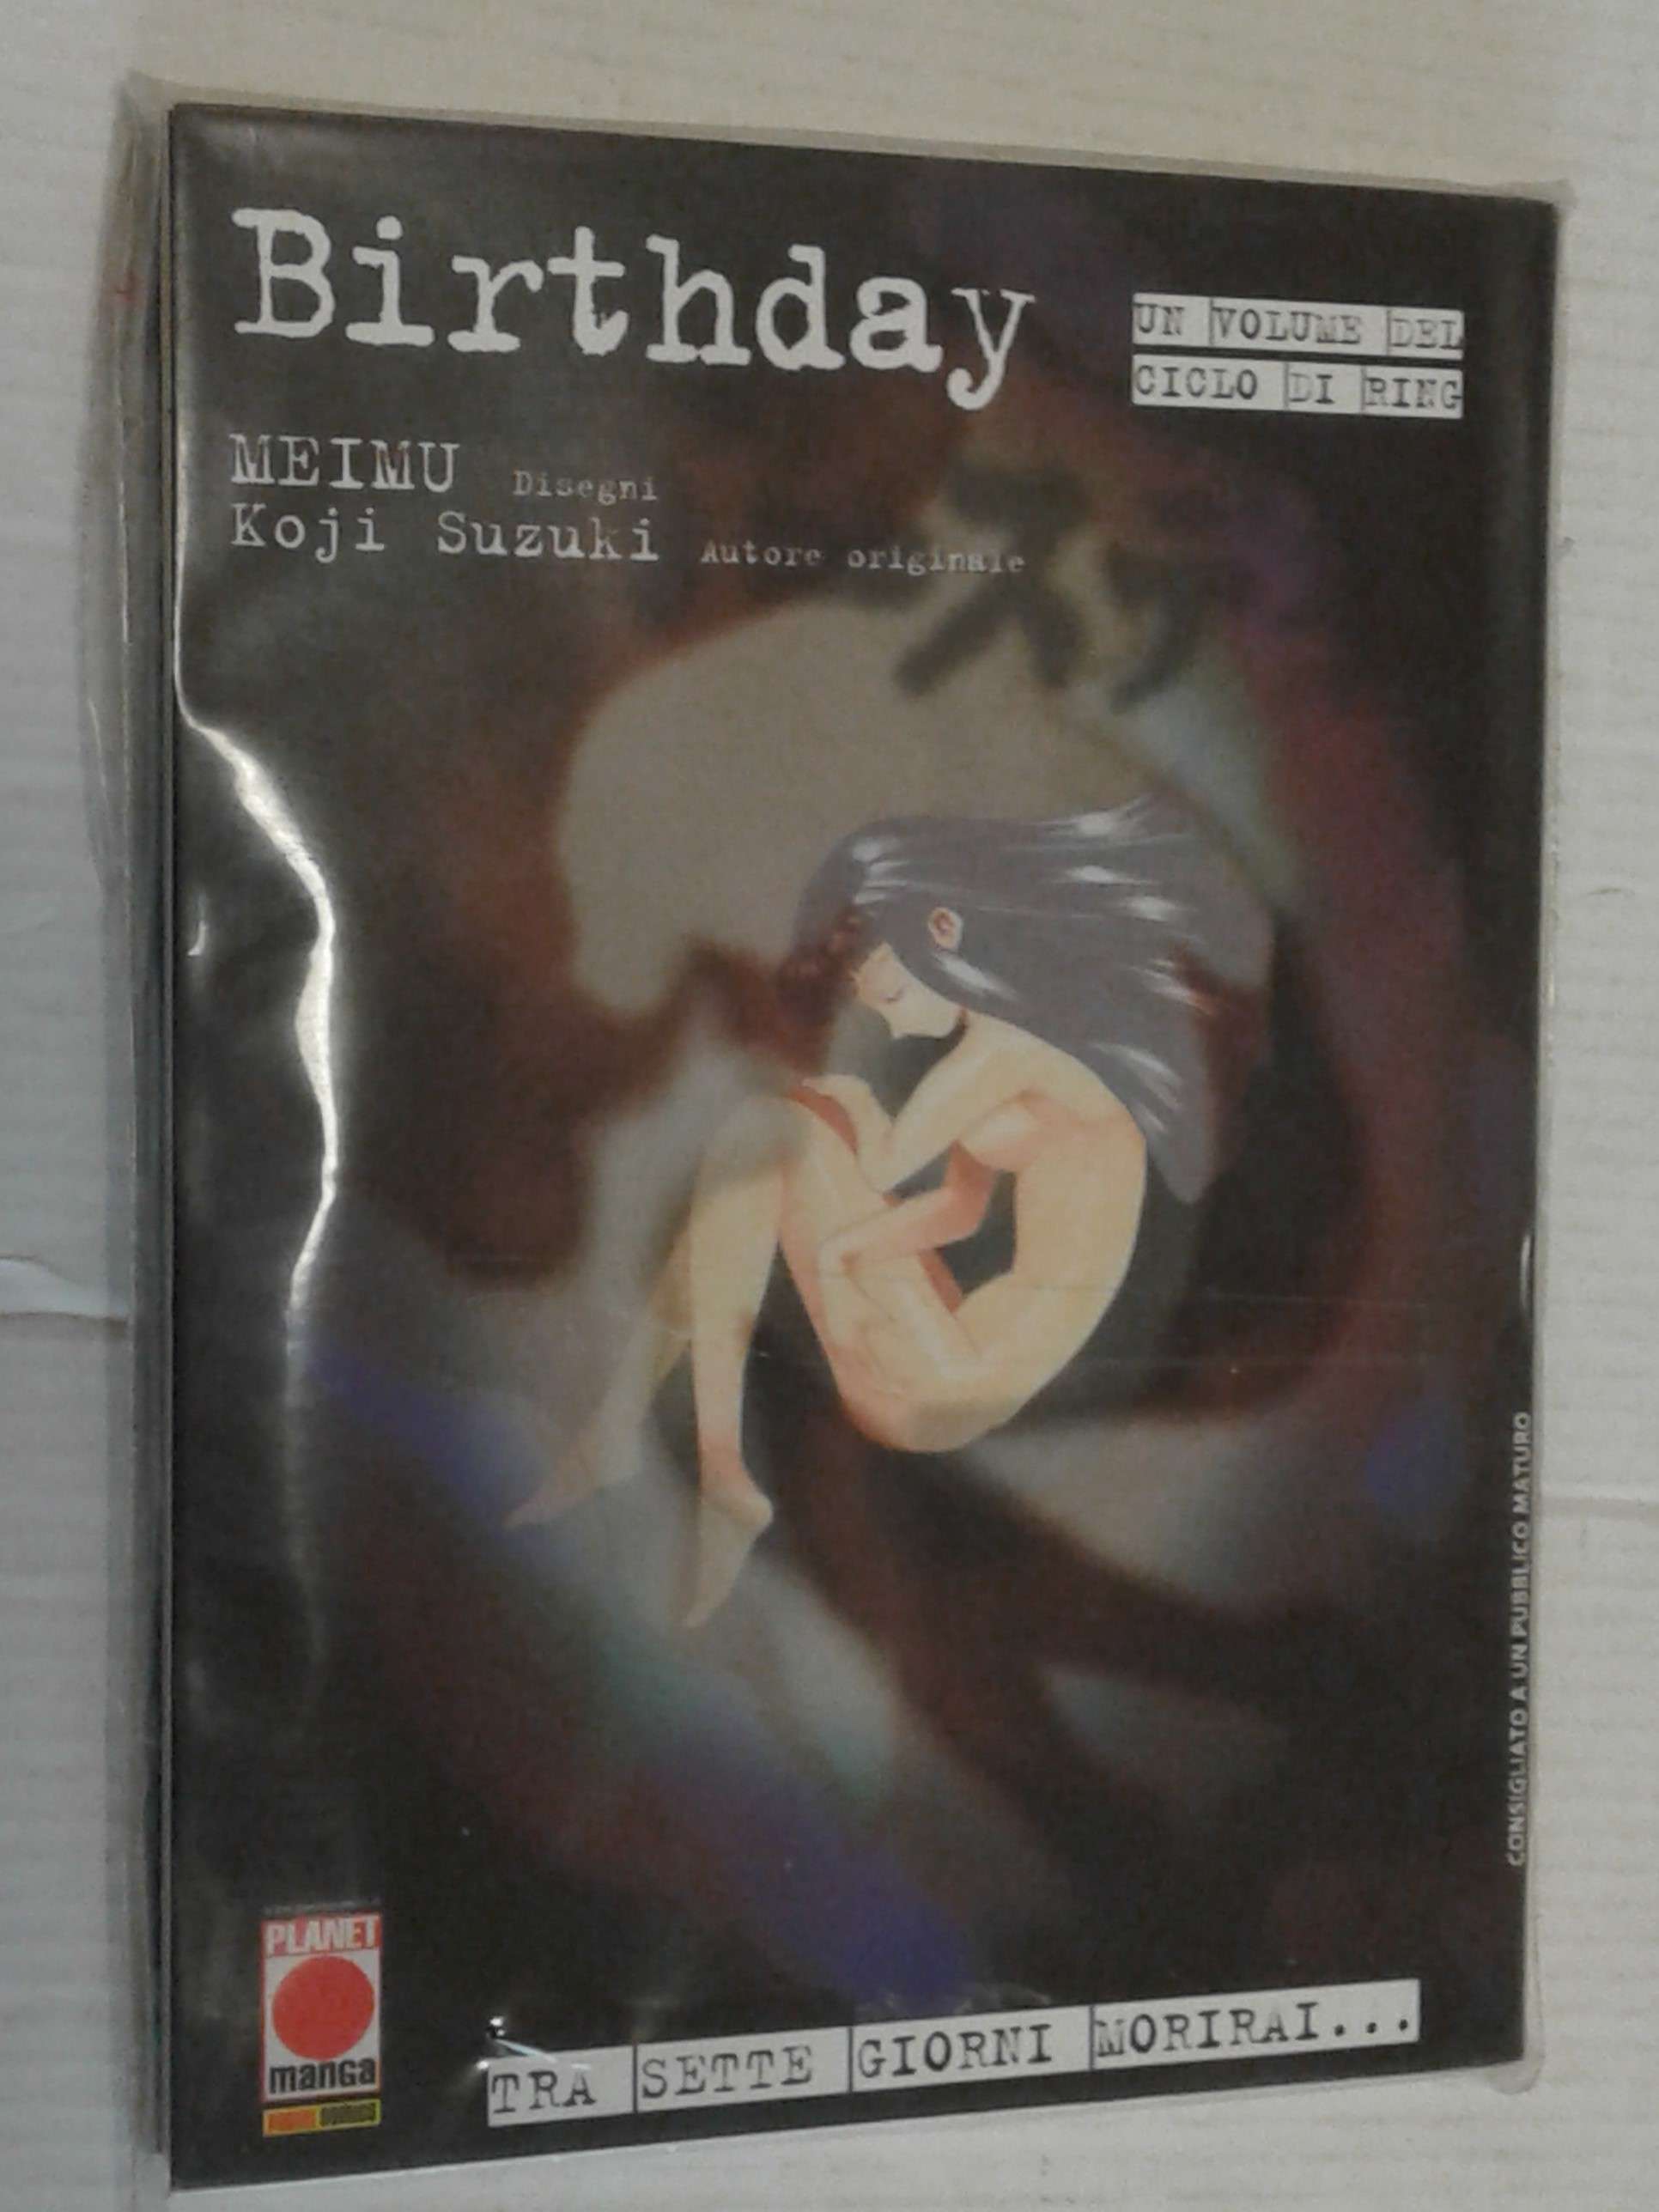 Birthday
UN VOLUME DEL
CICLO DI RING
MEIMU Disegni
Koji Suzuki Autore originale
CONSIGLIATO A UN PUBBLICO MATURO
PLANET
manga
TRA SETTE GIORNI MORIRAI...